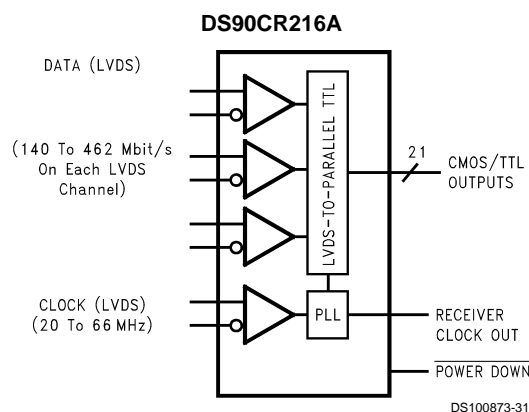 DS90CR216A
DATA (LVDS)
(140 To 462 Mbit/s
On Each LVDS
Channel)
CLOCK (LVDS)
(20 To 66 MHz)
LVDS-TO-PARALLEL TTL
PLL
21
CMOS/TTL
OUTPUTS
RECEIVER
CLOCK OUT
POWER DOWN
DS100873-31